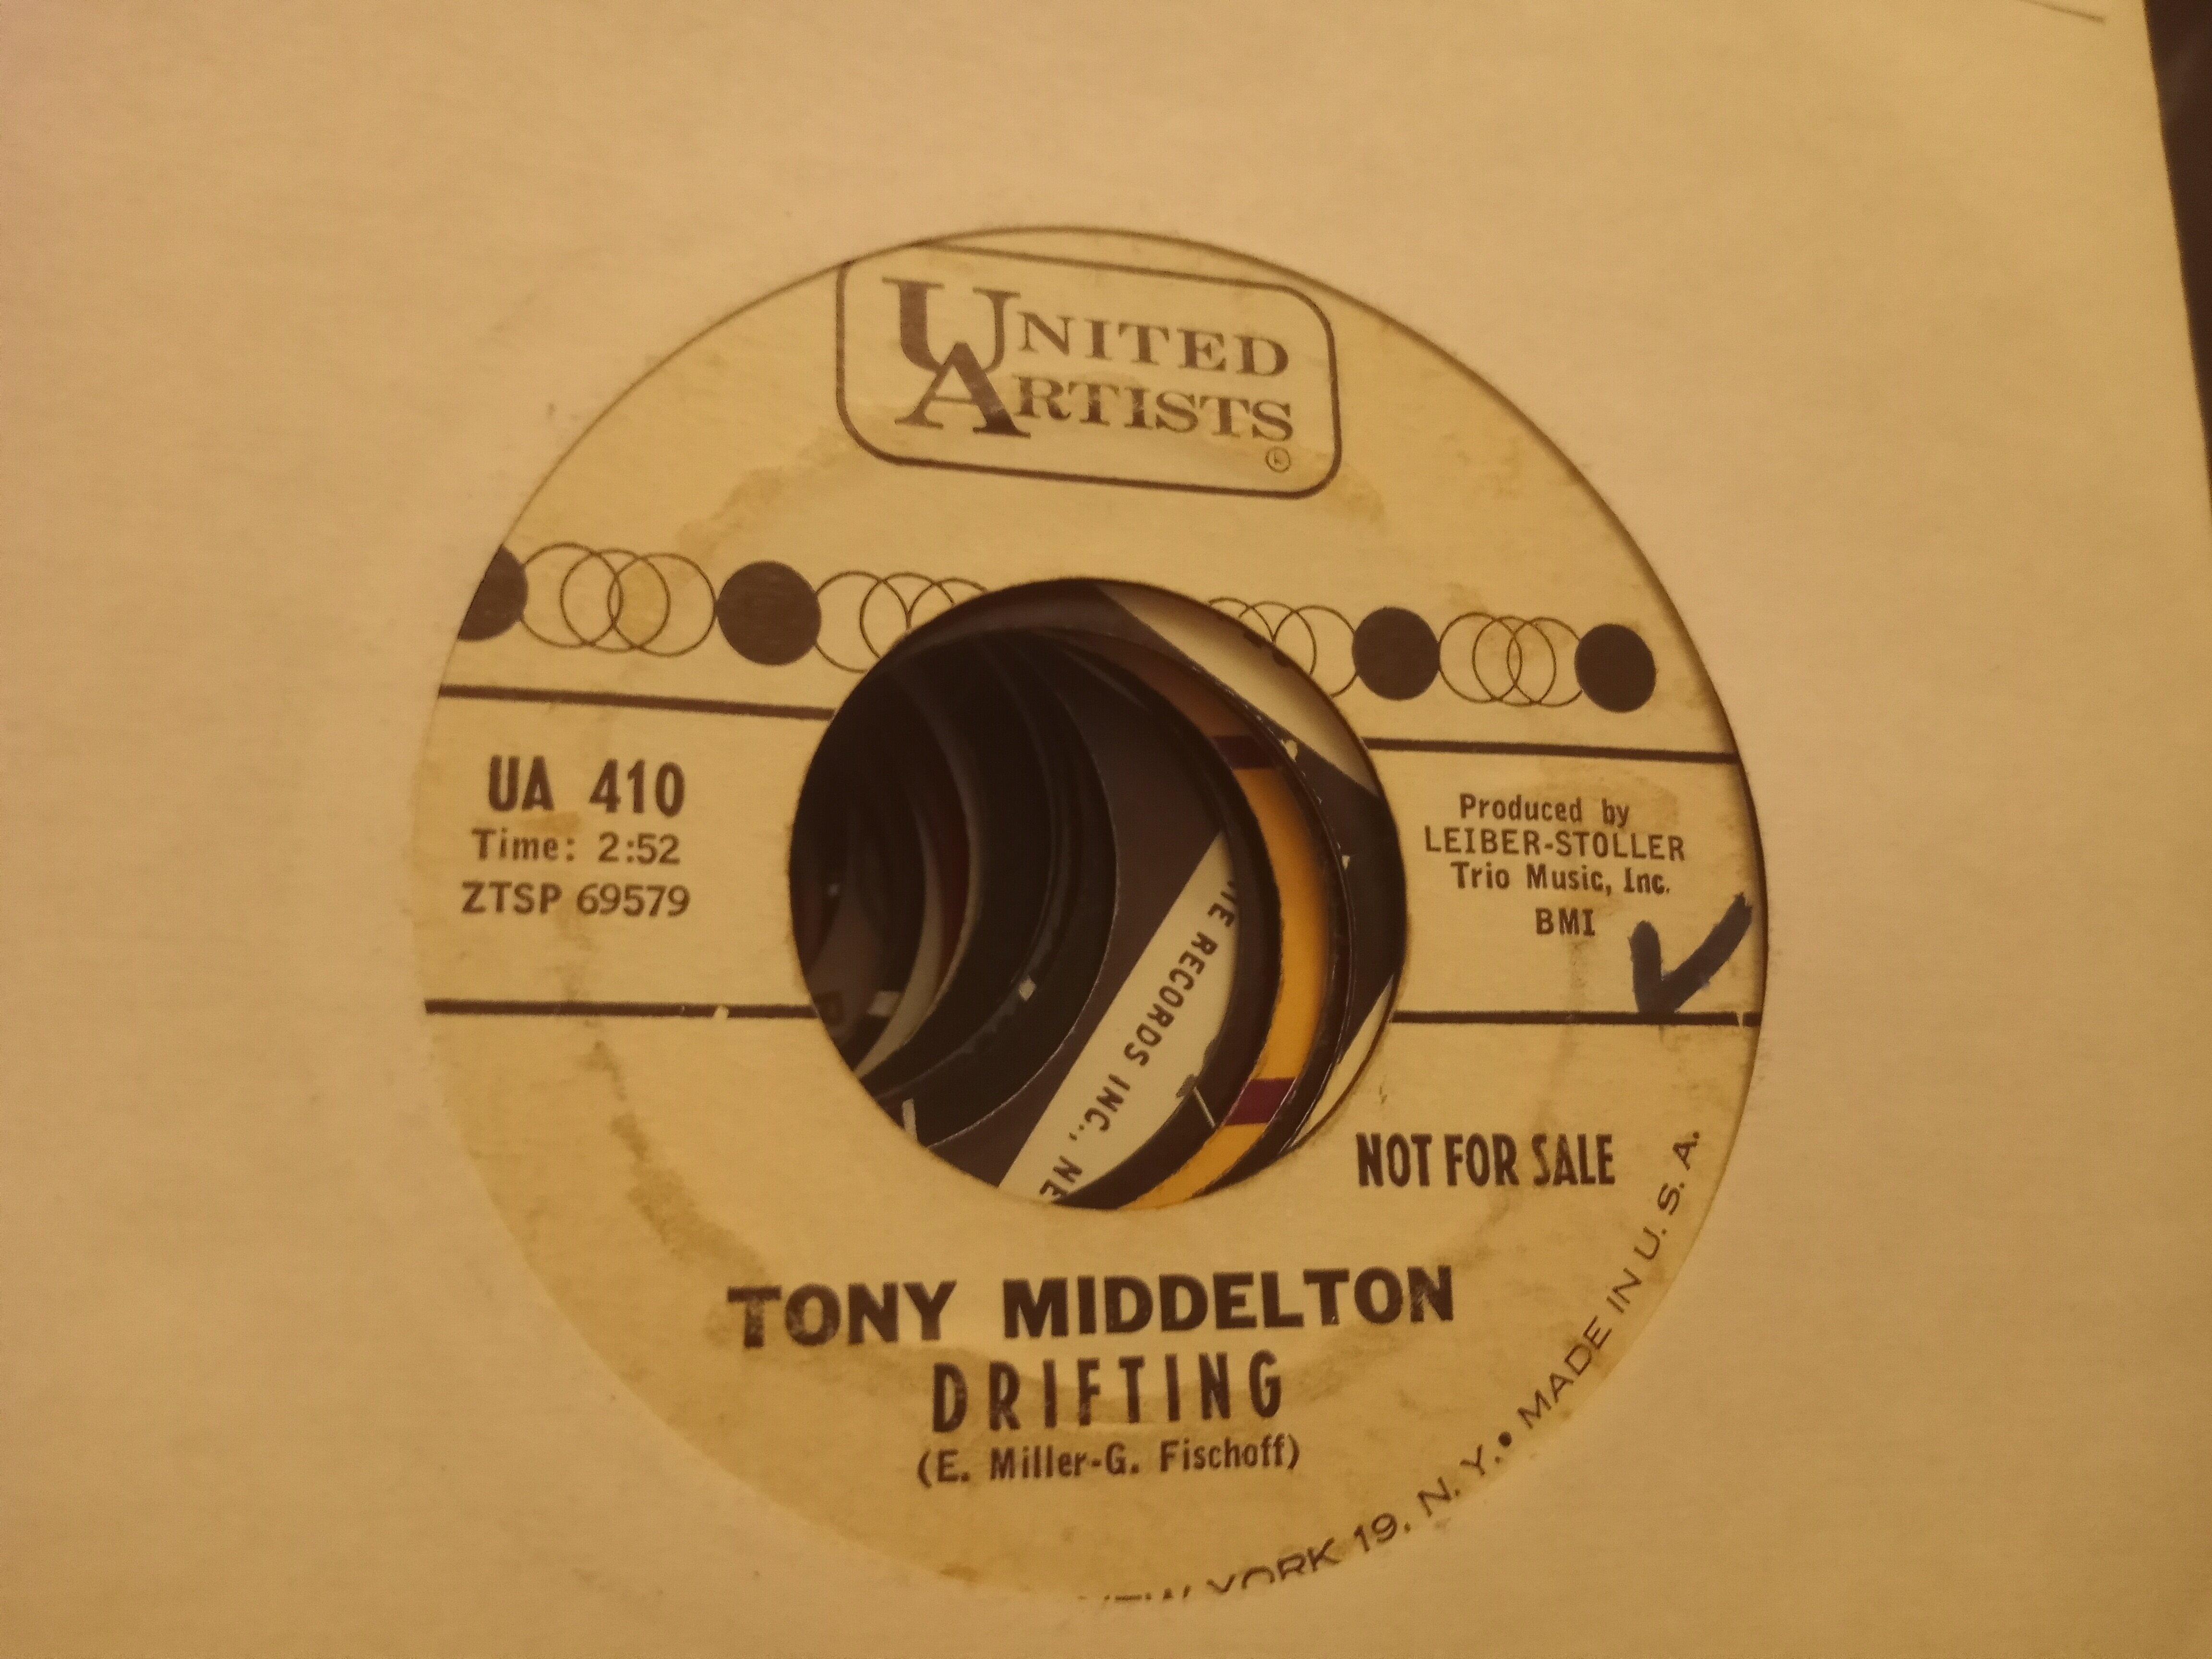 UNITED
ARTISTS
®
UA 410
Time: 2:52
ZTSP 69579
Produced by
LEIBER-STOLLER
Trio Music, Inc.
BMI
RECORDS INC.,
NOT FOR SALE
TONY MIDDELTON
DRIFTING
(E. Miller-G. Fischoff)
NEW YORK 19, N. Y. • MADE IN U. S. A.